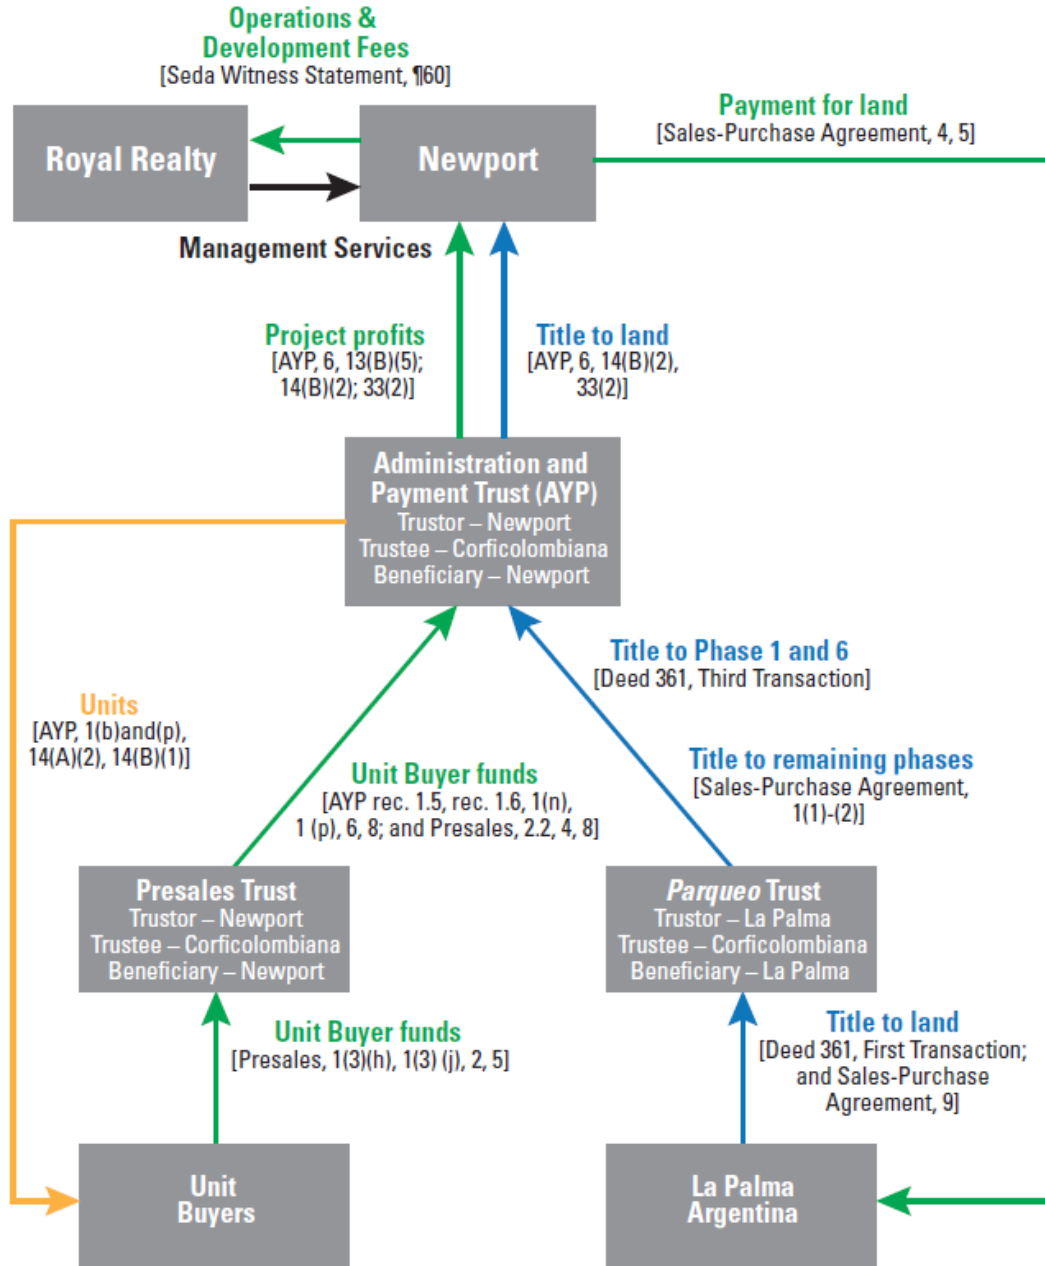 Operations &
Development Fees
[Seda Witness Statement, ¶60]
Payment for land
[Sales-Purchase Agreement, 4, 5]
Royal Realty
Newport
Management Services
Project profits
[AYP, 6, 13(B)(5);
14(B)(2); 33(2)]
Title to land
[AYP, 6, 14(B)(2),
33(2)]
Administration and
Payment Trust (AYP)
Trustor – Newport
Trustee – Corficolombiana
Beneficiary – Newport
Title to Phase 1 and 6
[Deed 361, Third Transaction]
Units
[AYP, 1(b)and(p),
14(A)(2), 14(B)(1)]
Unit Buyer funds
[AYP rec. 1.5, rec. 1.6, 1(n),
1 (p), 6, 8; and Presales, 2.2, 4, 8]
Title to remaining phases
[Sales-Purchase Agreement,
1(1)-(2)]
Presales Trust
Trustor – Newport
Trustee – Corficolombiana
Beneficiary – Newport
Parqueo Trust
Trustor – La Palma
Trustee – Corficolombiana
Beneficiary – La Palma
Unit Buyer funds
[Presales, 1(3)(h), 1(3) (j), 2, 5]
Title to land
[Deed 361, First Transaction;
and Sales-Purchase
Agreement, 9]
Unit
Buyers
La Palma
Argentina